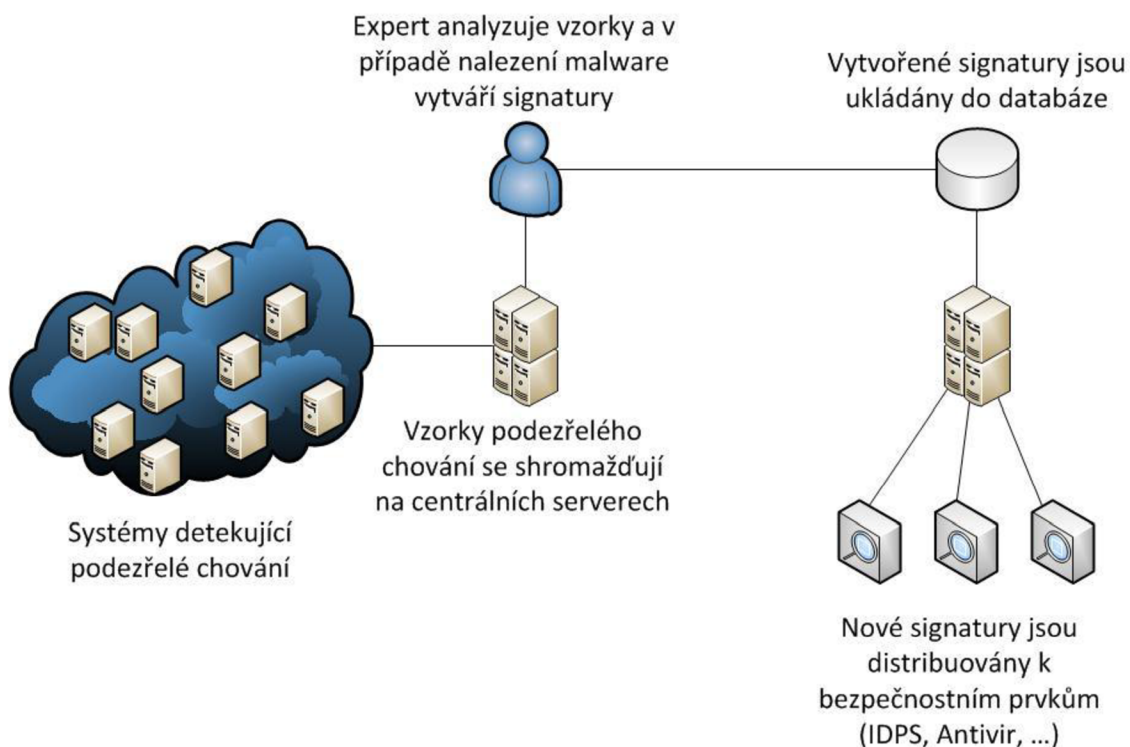 Expert analyzuje vzorky a v
případě nalezení malware
vytváří signatury
Vytvořené signatury jsou
ukládány do databáze
Vzorky podezřelého
chování se shromažďují
na centrálních serverech
Systémy detekující
podezřelé chování
Nové signatury jsou
distribuovány k
bezpečnostním prvkům
(IDPS, Antivir, ...)